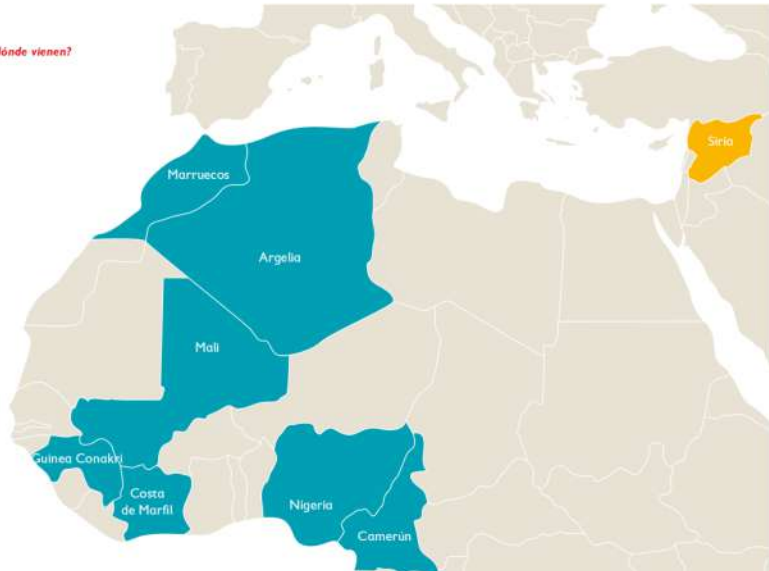 dónde vienen?
Siria
Marruecos
Argelia
Mali
Guinea Conakri
Costa
de Marfil
Nigeria
Camerún